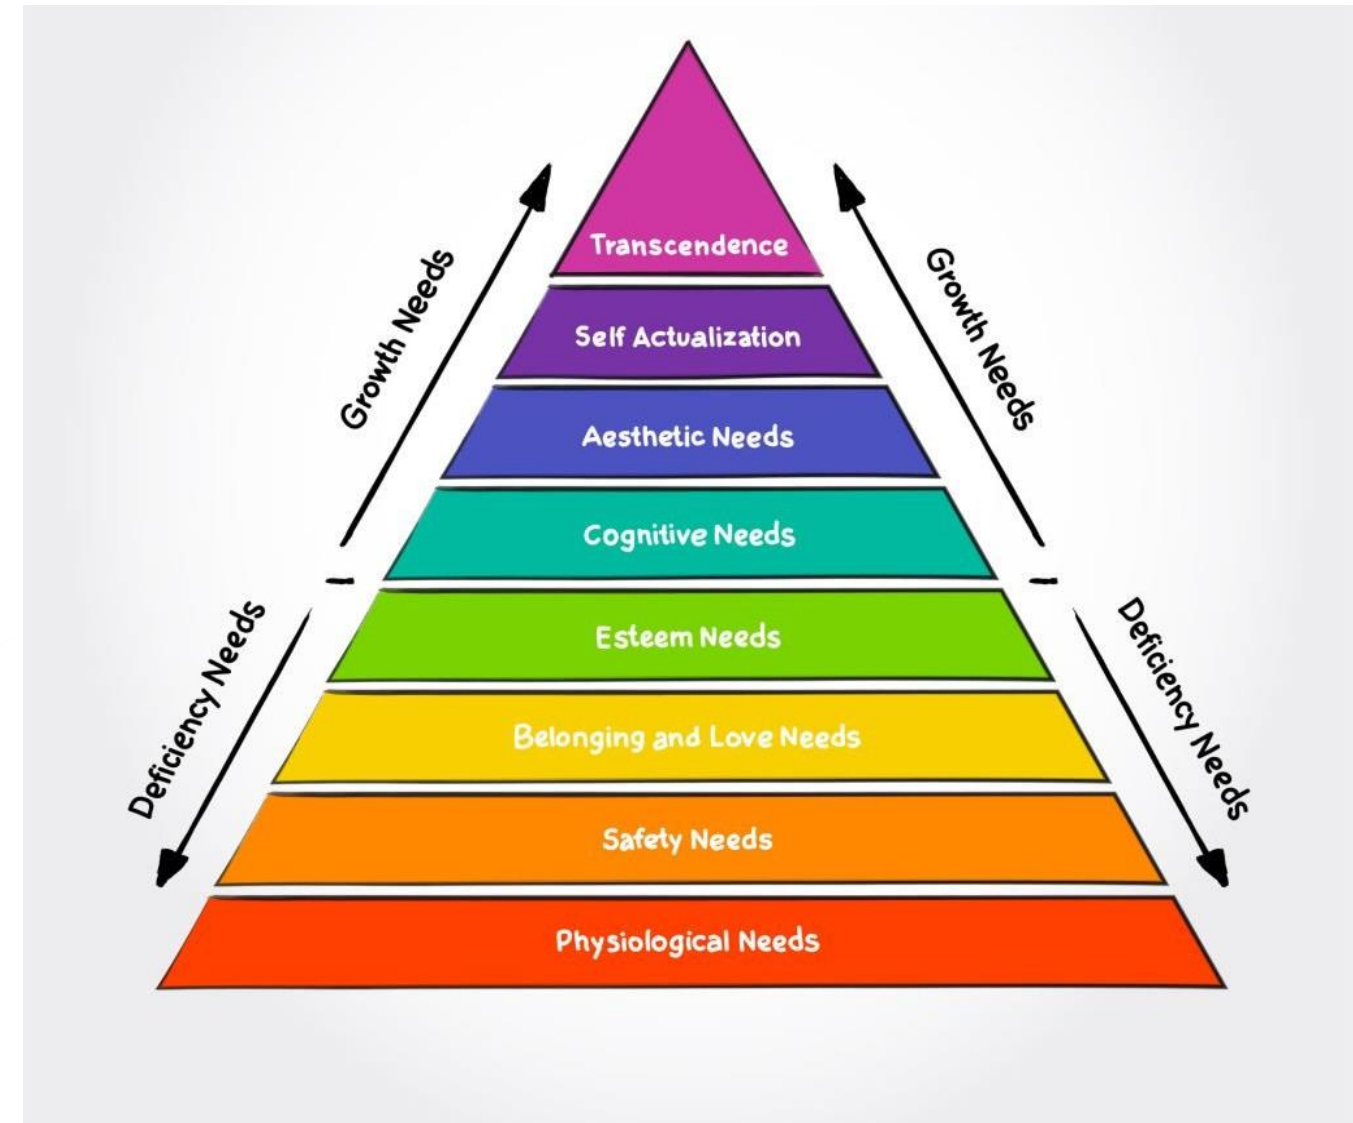 Transcendence
Growth Needs
Growth Needs
Self Actualization
Aesthetic Needs
Cognitive Needs
Deficiency Needs
Deficiency Needs
Esteem Needs
Belonging and Love Needs
Safety Needs
Physiological Needs